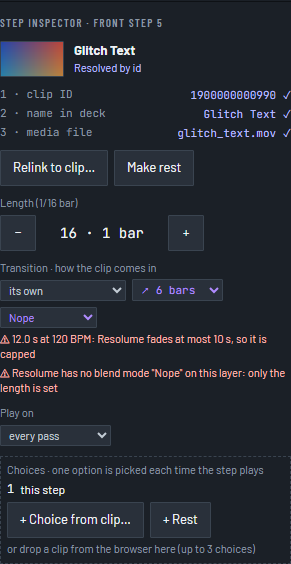 STEP INSPECTOR · FRONT STEP 5
Glitch Text
Resolved by id
1 · clip ID 1900000000990 ✓
2 · name in deck Glitch Text ✓
3 · media file glitch_text.mov ✓
Relink to clip... Make rest
Length (1/16 bar)
− 16 · 1 bar +
Transition · how the clip comes in
its own ↗ 6 bars
Nope
⚠ 12.0 s at 120 BPM: Resolume fades at most 10 s, so it is
capped
⚠ Resolume has no blend mode "Nope" on this layer: only the
length is set
Play on
every pass
Choices · one option is picked each time the step plays
1 this step
+ Choice from clip... + Rest
or drop a clip from the browser here (up to 3 choices)